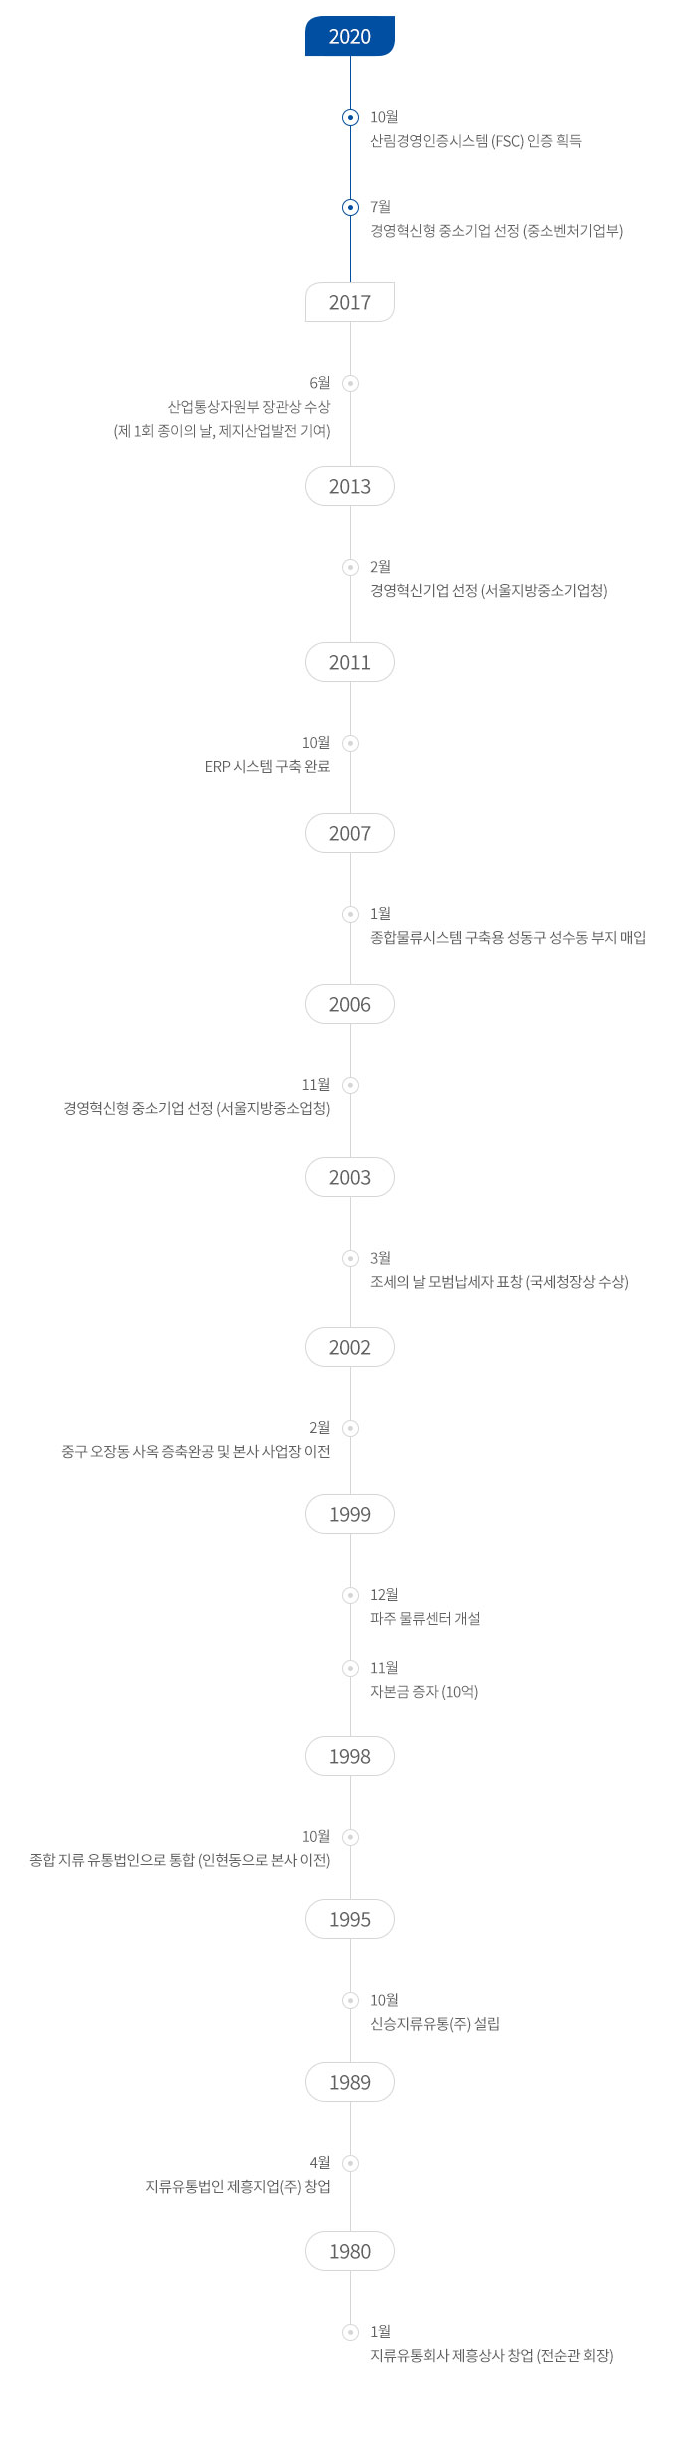 2020
10월
산림경영인증시스템 (FSC) 인증 획득
7월
경영혁신형 중소기업 선정 (중소벤처기업부)
2017
6월
산업통상자원부 장관상 수상
(제 1회 종이의 날, 제지산업발전 기여)
2013
2월
경영혁신기업 선정 (서울지방중소기업청)
2011
10월
ERP 시스템 구축 완료
2007
1월
종합물류시스템 구축용 성동구 성수동 부지 매입
2006
11월
경영혁신형 중소기업 선정 (서울지방중소업청)
2003
3월
조세의 날 모범납세자 표창 (국세청장상 수상)
2002
2월
중구 오장동 사옥 증축완공 및 본사 사업장 이전
1999
12월
파주 물류센터 개설
11월
자본금 증자 (10억)
1998
10월
종합 지류 유통법인으로 통합 (인현동으로 본사 이전)
1995
10월
신승지류유통(주) 설립
1989
4월
지류유통법인 제흥지업(주) 창업
1980
1월
지류유통회사 제흥상사 창업 (전순관 회장)